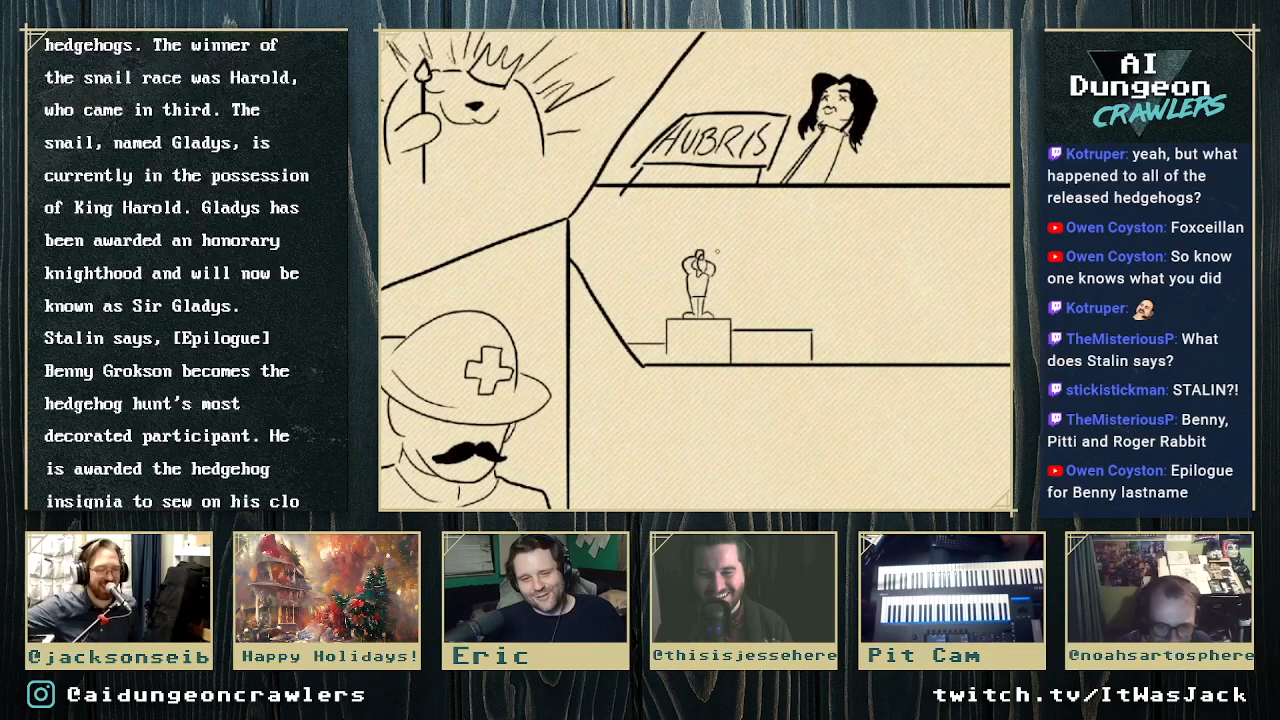 hedgehogs. The winner of
the snail race was Harold,
who came in third. The
snail, named Gladys, is
currently in the possession
of King Harold. Gladys has
been awarded an honorary
knighthood and will now be
known as Sir Gladys.
Stalin says, [Epilogue]
Benny Grokson becomes the
hedgehog hunt's most
decorated participant. He
is awarded the hedgehog
insignia to sew on his clo
AUBRIS
AI
Dungeon
CRAWLERS
Kotruper: yeah, but what
happened to all of the
released hedgehogs?
Owen Coyston: Foxceillan
Owen Coyston: So know
one knows what you did
Kotruper:
TheMisteriousP: What
does Stalin says?
stickistickman: STALIN?!
TheMisteriousP: Benny,
Pitti and Roger Rabbit
Owen Coyston: Epilogue
for Benny lastname
@jacksonseib
Happy Holidays!
Eric
@thisisjessehere
Pit Cam
@noahsartosphere
@aidungeoncrawlers
twitch.tv/ItWasJack